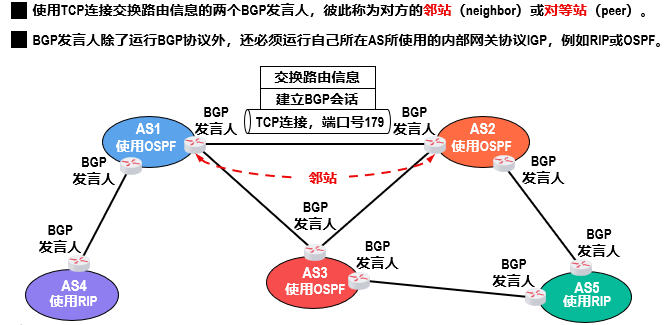 使用TCP连接交换路由信息的两个BGP发言人，彼此称为对方的邻站（neighbor）或对等站（peer）。
BGP发言人除了运行BGP协议外，还必须运行自己所在AS所使用的内部网关协议IGP，例如RIP或OSPF。
交换路由信息
建立BGP会话
TCP连接，端口号179
BGP
发言人
BGP
发言人
AS1
使用OSPF
AS2
使用OSPF
邻站
BGP
发言人
BGP
发言人
BGP
发言人
BGP
发言人
BGP
发言人
BGP
发言人
BGP
发言人
BGP
发言人
AS4
使用RIP
AS3
使用OSPF
AS5
使用RIP